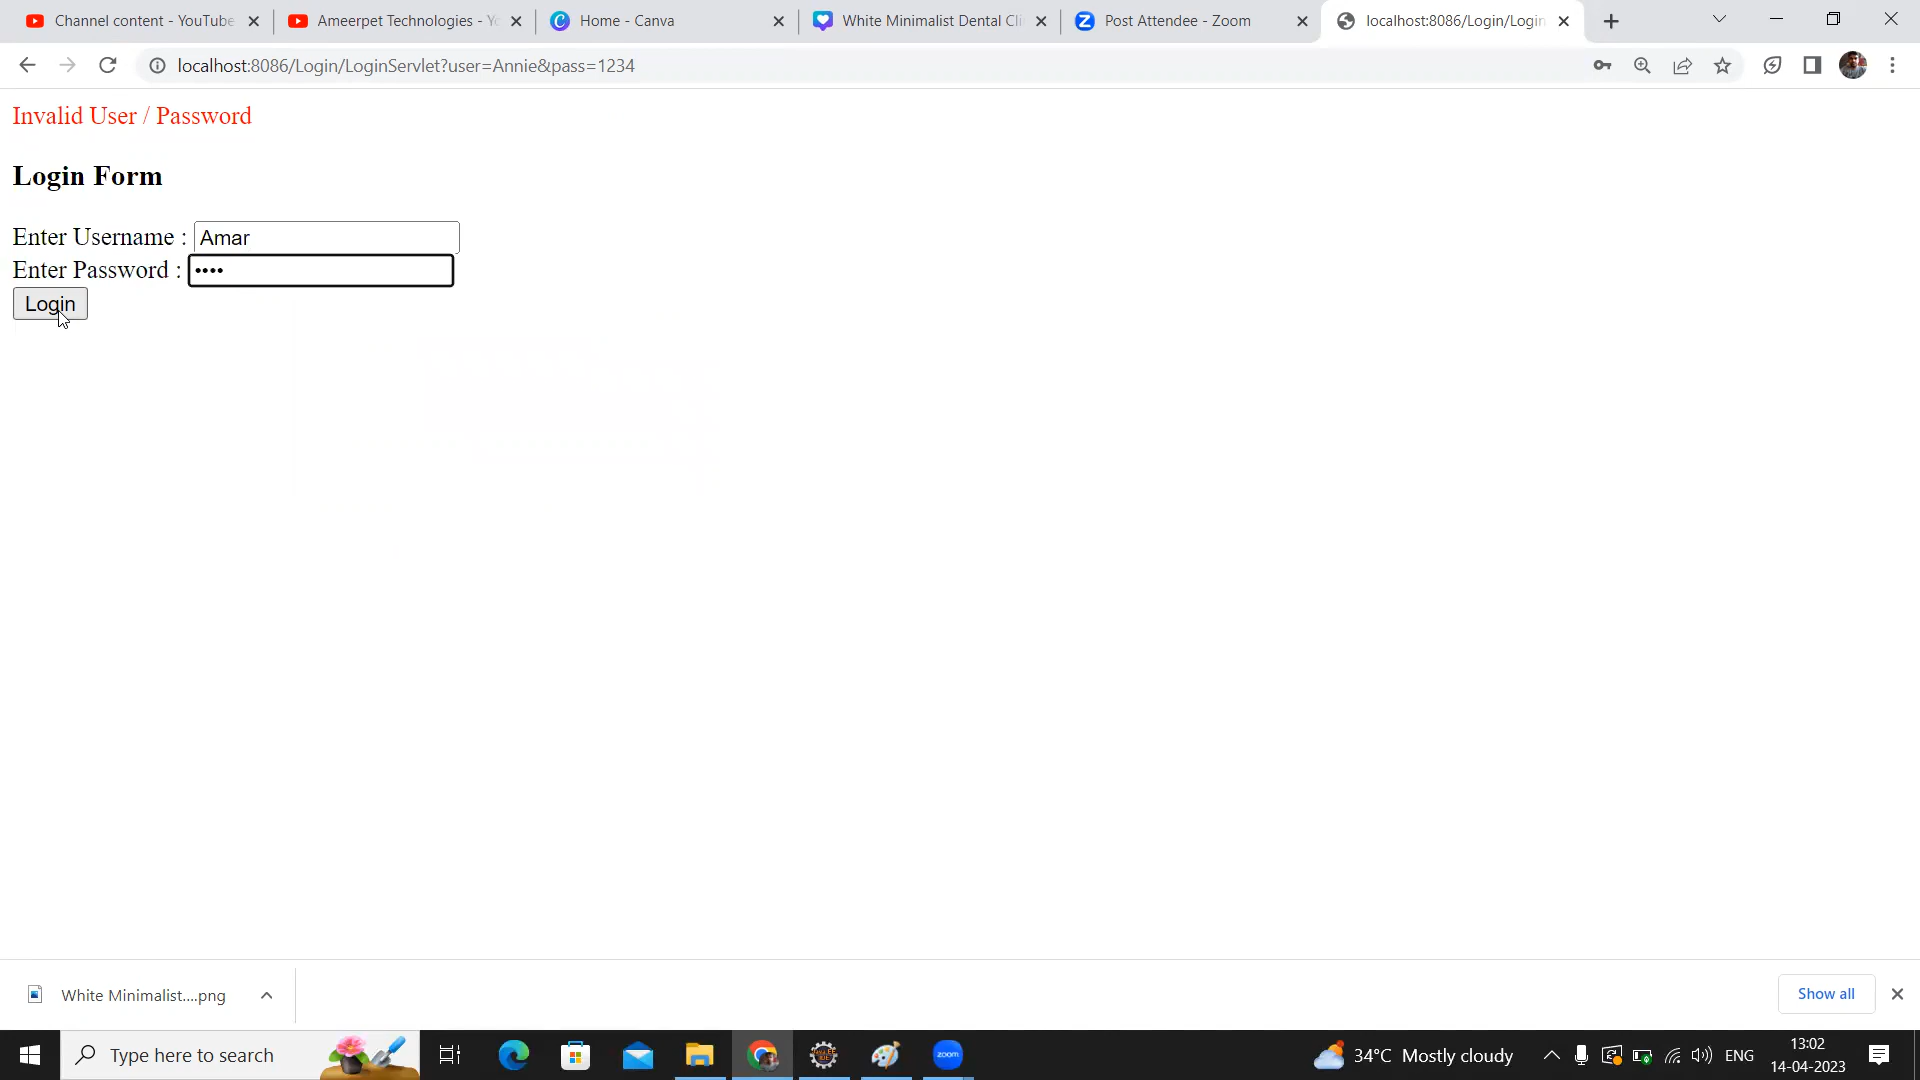 Channel content - YouTube
Ameerpet Technologies - Yo
Home - Canva
White Minimalist Dental Cli
Post Attendee - Zoom
localhost:8086/Login/Login
localhost:8086/Login/LoginServlet?user=Annie&pass=1234
Invalid User / Password
Login Form
Enter Username : Amar
Enter Password : ••••
Login
White Minimalist....png
Show all
Type here to search
zoom
34°C Mostly cloudy
ENG
13:02
14-04-2023